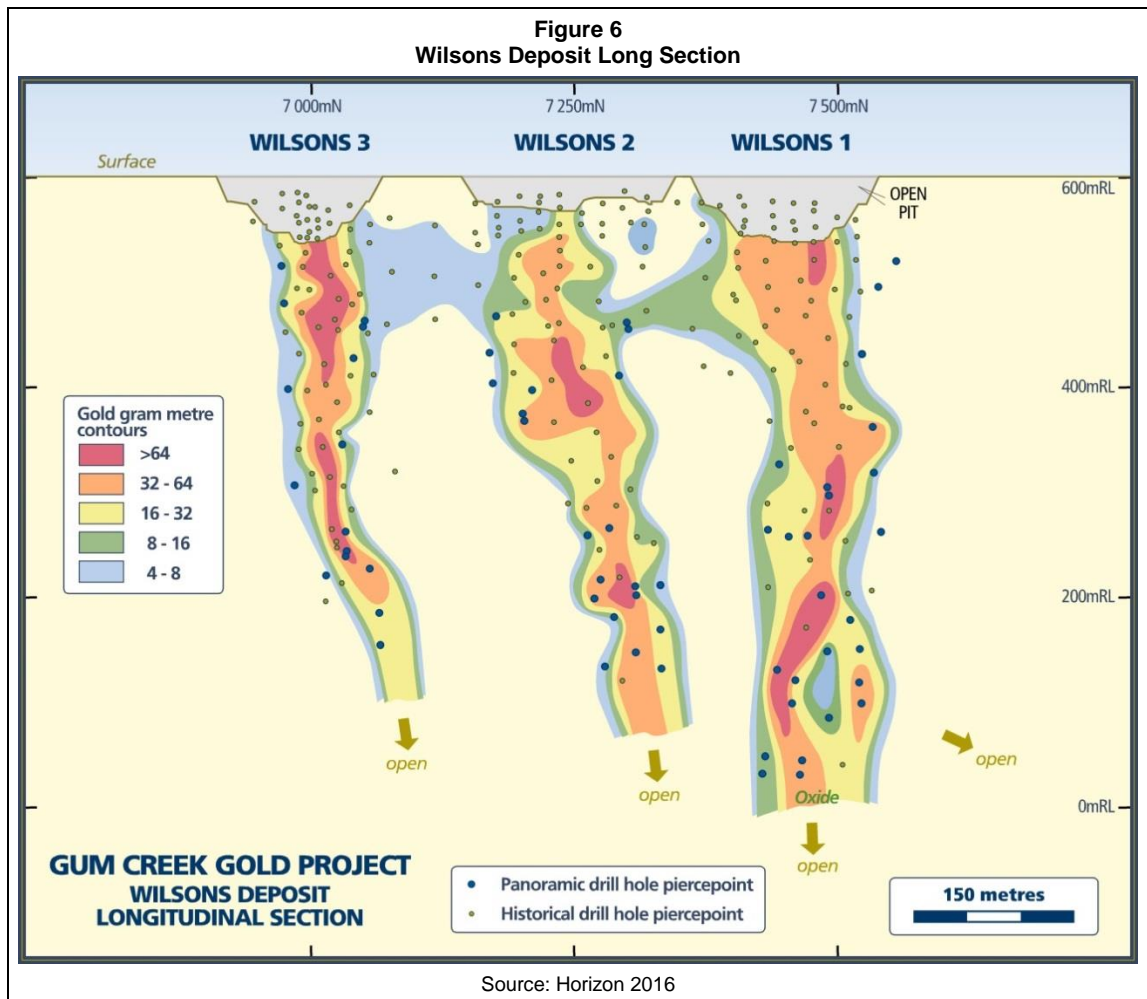 Figure 6
Wilsons Deposit Long Section
7 000mN
7 250mN
7 500mN
WILSONS 3
WILSONS 2
WILSONS 1
Surface
600mRL
OPEN
PIT
400mRL
Gold gram metre
contours
>64
32 - 64
16 - 32
8 - 16
4 - 8
200mRL
open
open
open
Oxide
0mRL
open
GUM CREEK GOLD PROJECT
WILSONS DEPOSIT
LONGITUDINAL SECTION
Panoramic drill hole piercepoint
Historical drill hole piercepoint
150 metres
Source: Horizon 2016